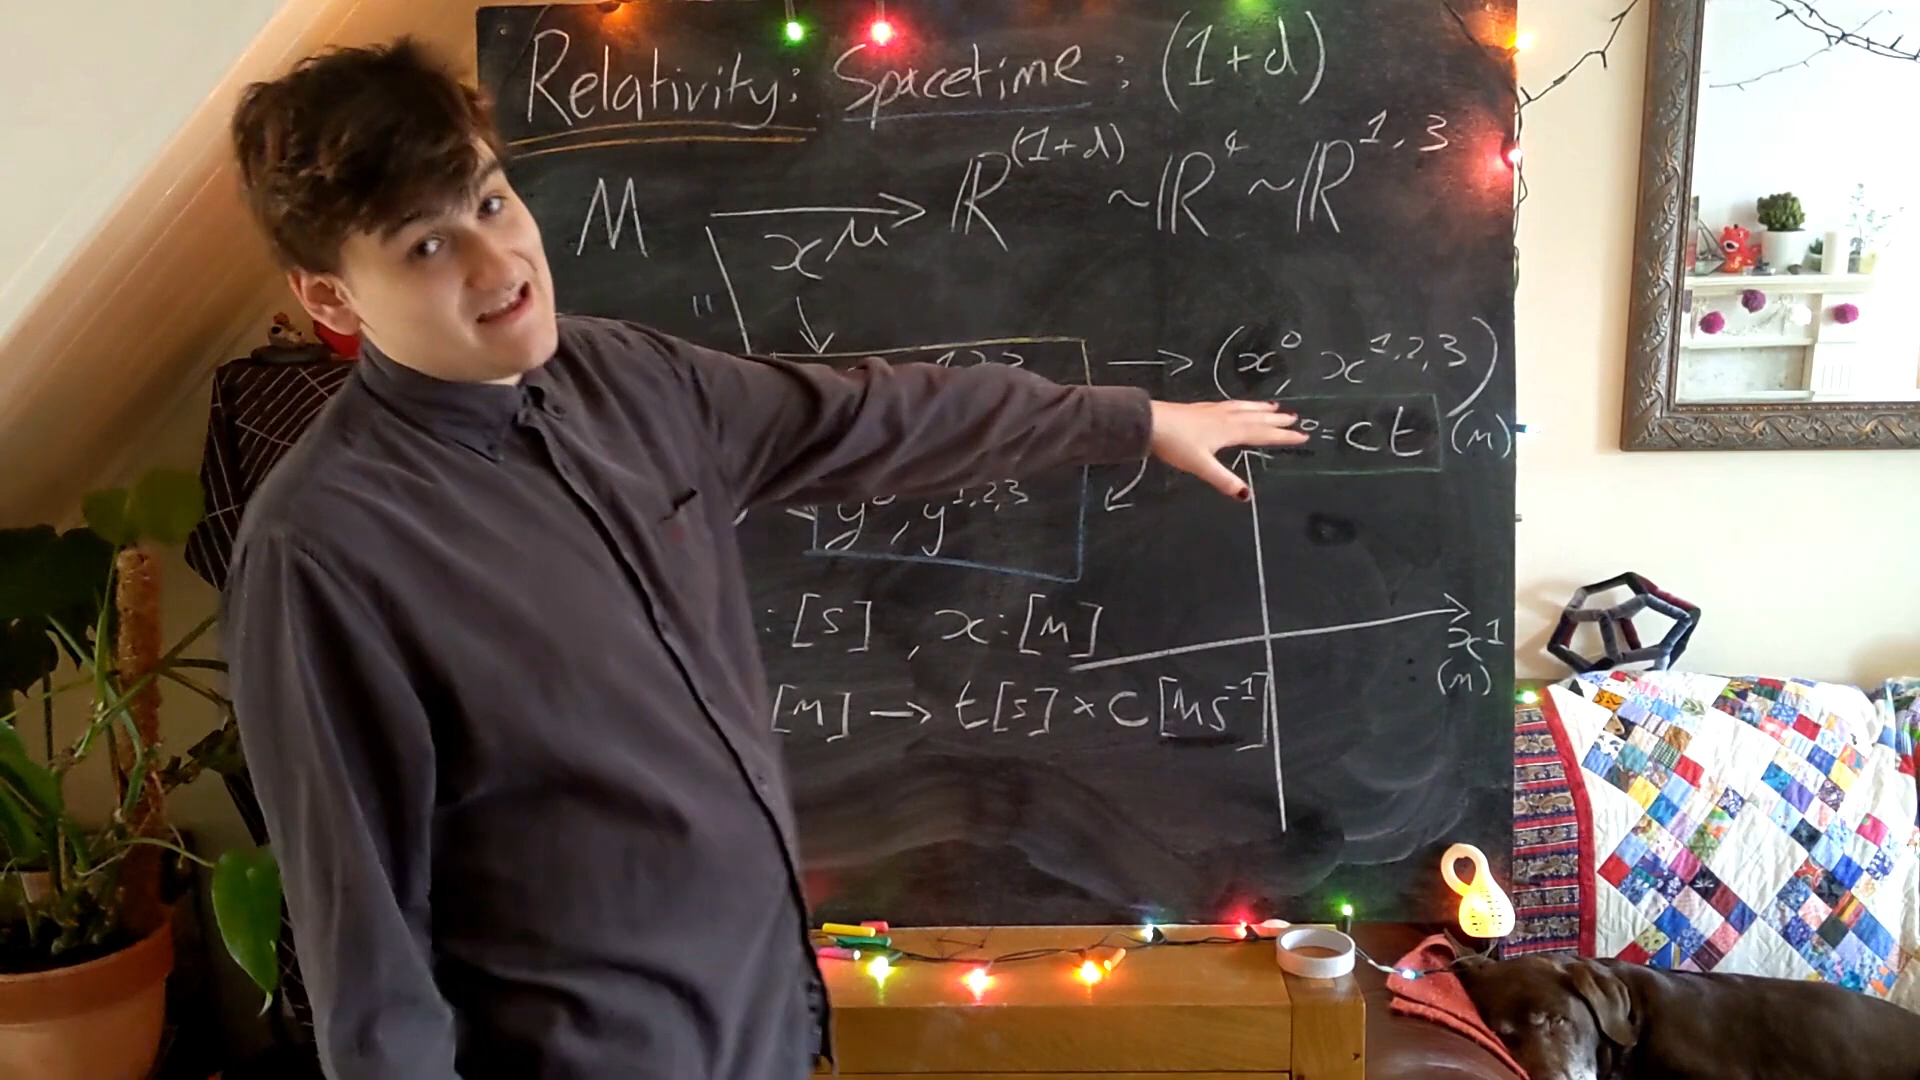 Relativity: Spacetime: (1+d)
M → ℝ^(1+d) ~ ℝ^4 ~ ℝ^1,3
x^μ
→ (x^0, x^1,2,3)
= ct (m)
y^0, y^1,2,3
: [s], x: [m]
x^1
(m)
[m] → t[s] × c[ms^-1]